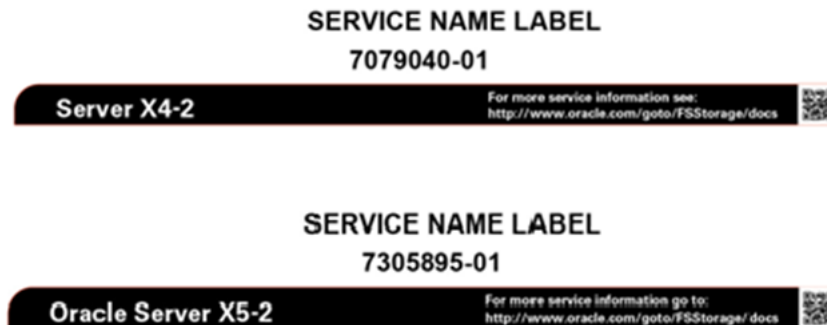 SERVICE NAME LABEL
7079040-01
Server X4-2
For more service information see:
http://www.oracle.com/goto/FSStorage/docs
SERVICE NAME LABEL
7305895-01
Oracle Server X5-2
For more service information go to:
http://www.oracle.com/goto/FSStorage/docs